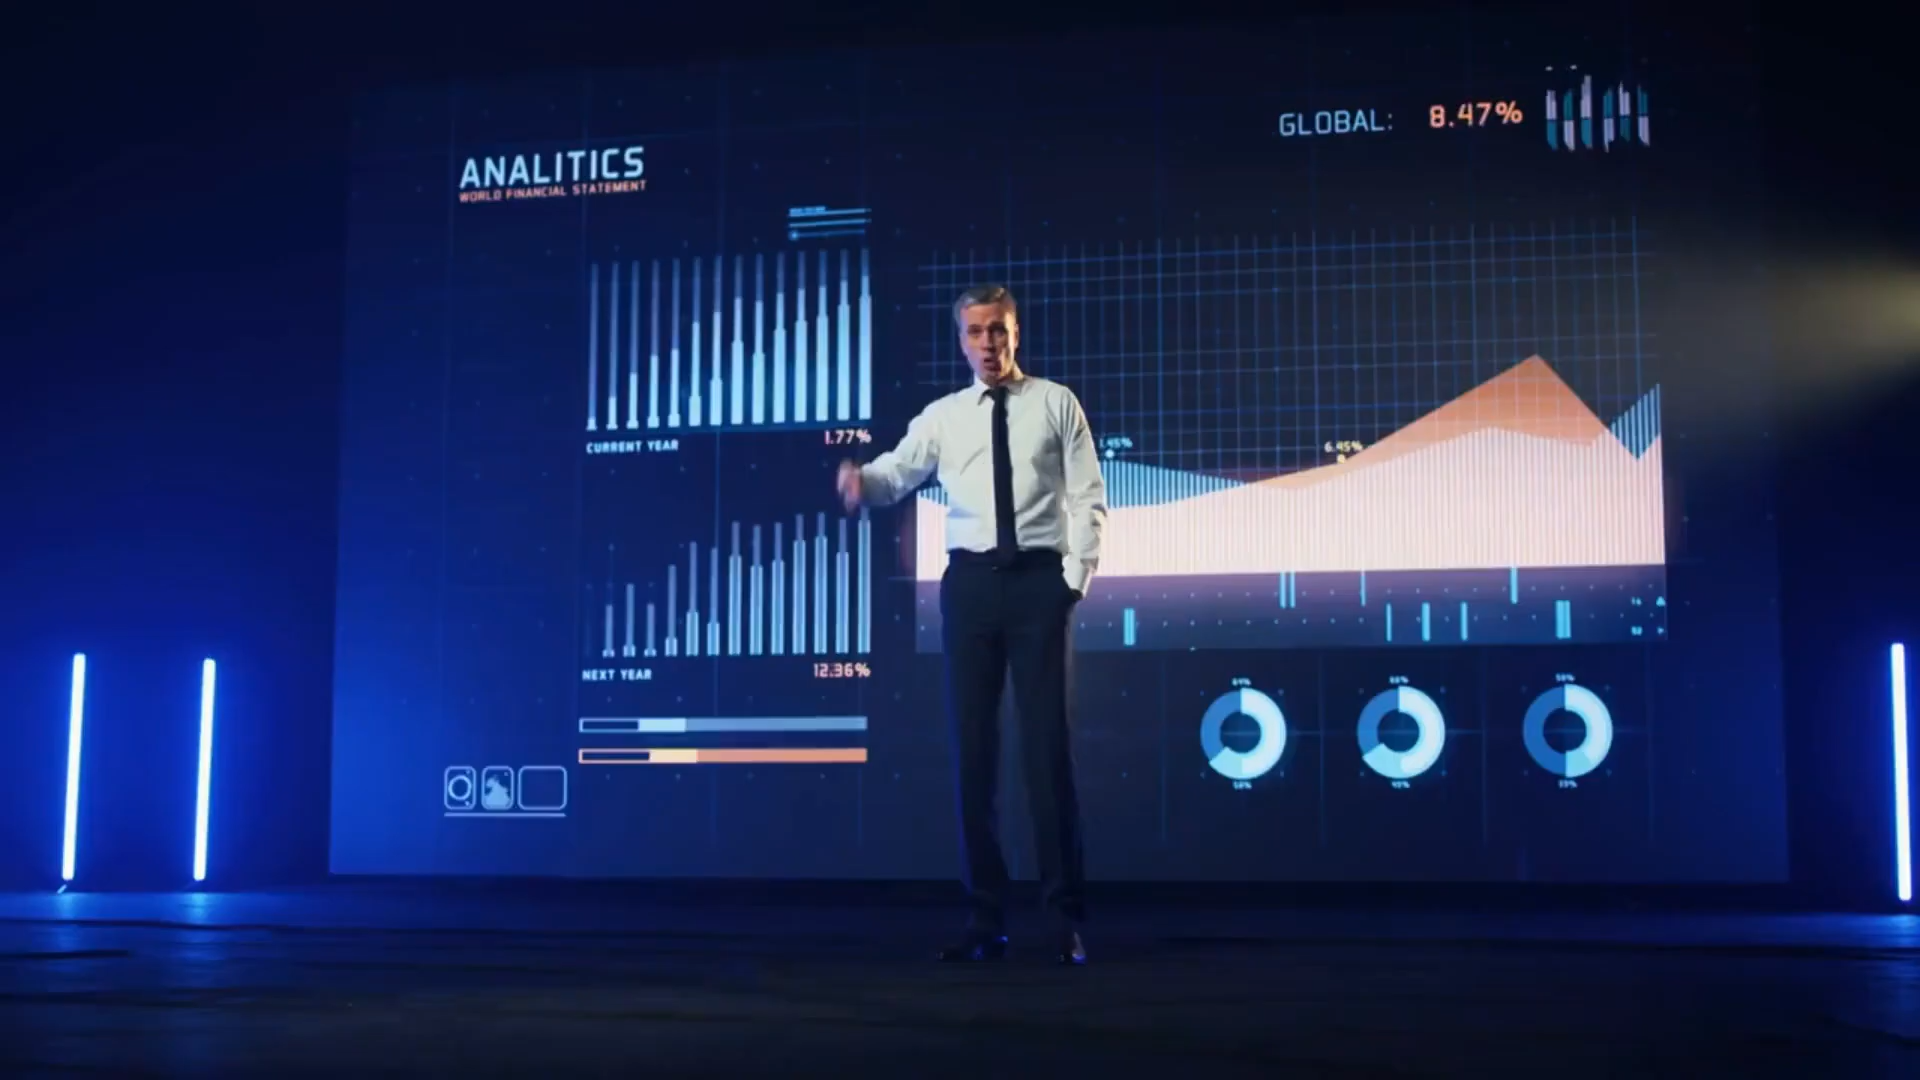 GLOBAL: 8.47%
ANALITICS
WORLD FINANCIAL STATEMENT
CURRENT YEAR 1.77%
6.45%
NEXT YEAR 12.36%